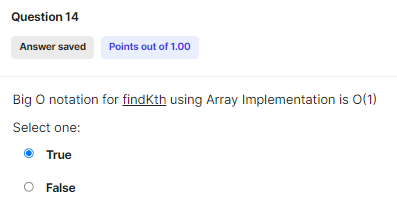 Question 14
Answer saved Points out of 1.00
Big O notation for findKth using Array Implementation is O(1)
Select one:
True
False